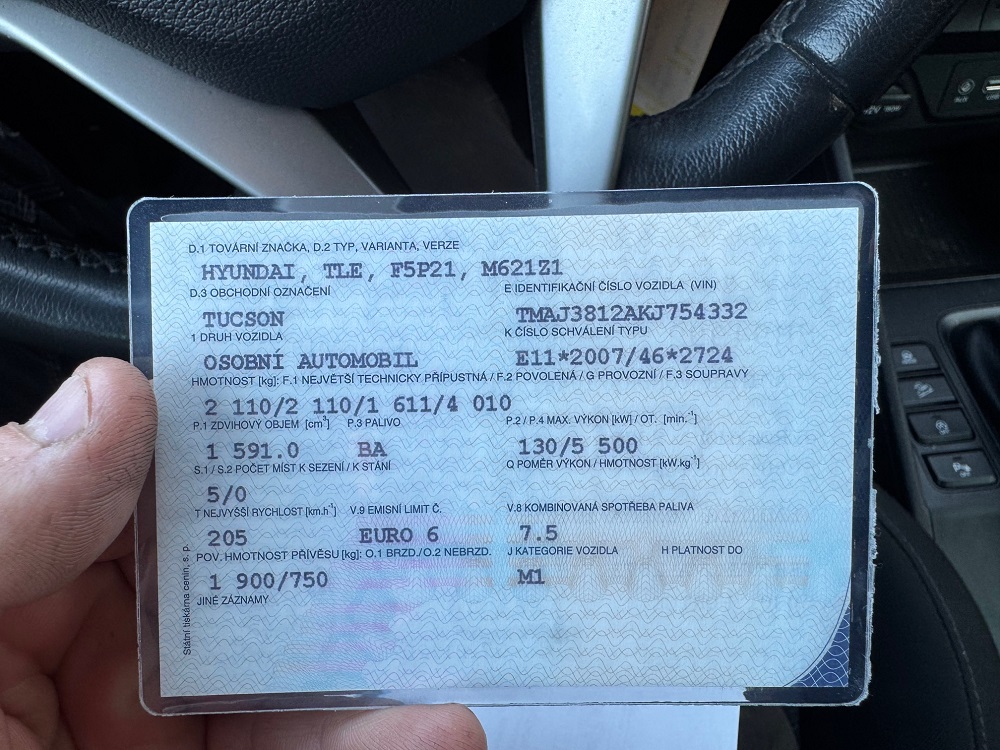 D.1 TOVÁRNÍ ZNAČKA, D.2 TYP, VARIANTA, VERZE
HYUNDAI, TLE, F5P21, M621Z1
D.3 OBCHODNÍ OZNAČENÍ E IDENTIFIKAČNÍ ČÍSLO VOZIDLA (VIN)
TUCSON TMAJ3812AKJ754332
1 DRUH VOZIDLA K ČÍSLO SCHVÁLENÍ TYPU
OSOBNÍ AUTOMOBIL E11*2007/46*2724
HMOTNOST [kg]: F.1 NEJVĚTŠÍ TECHNICKY PŘÍPUSTNÁ / F.2 POVOLENÁ / G PROVOZNÍ / F.3 SOUPRAVY
2 110/2 110/1 611/4 010
P.1 ZDVIHOVÝ OBJEM [cm³] P.3 PALIVO P.2 / P.4 MAX. VÝKON [kW] / OT. [min.⁻¹]
1 591.0 BA 130/5 500
S.1 / S.2 POČET MÍST K SEZENÍ / K STÁNÍ Q POMĚR VÝKON / HMOTNOST [kW.kg⁻¹]
5/0
T NEJVYŠŠÍ RYCHLOST [km.h⁻¹] V.9 EMISNÍ LIMIT Č. V.8 KOMBINOVANÁ SPOTŘEBA PALIVA
205 EURO 6 7.5
POV. HMOTNOST PŘÍVĚSU [kg]: O.1 BRZD./O.2 NEBRZD. J KATEGORIE VOZIDLA H PLATNOST DO
1 900/750 M1
JINÉ ZÁZNAMY
Státní tiskárna cenin, s. p.